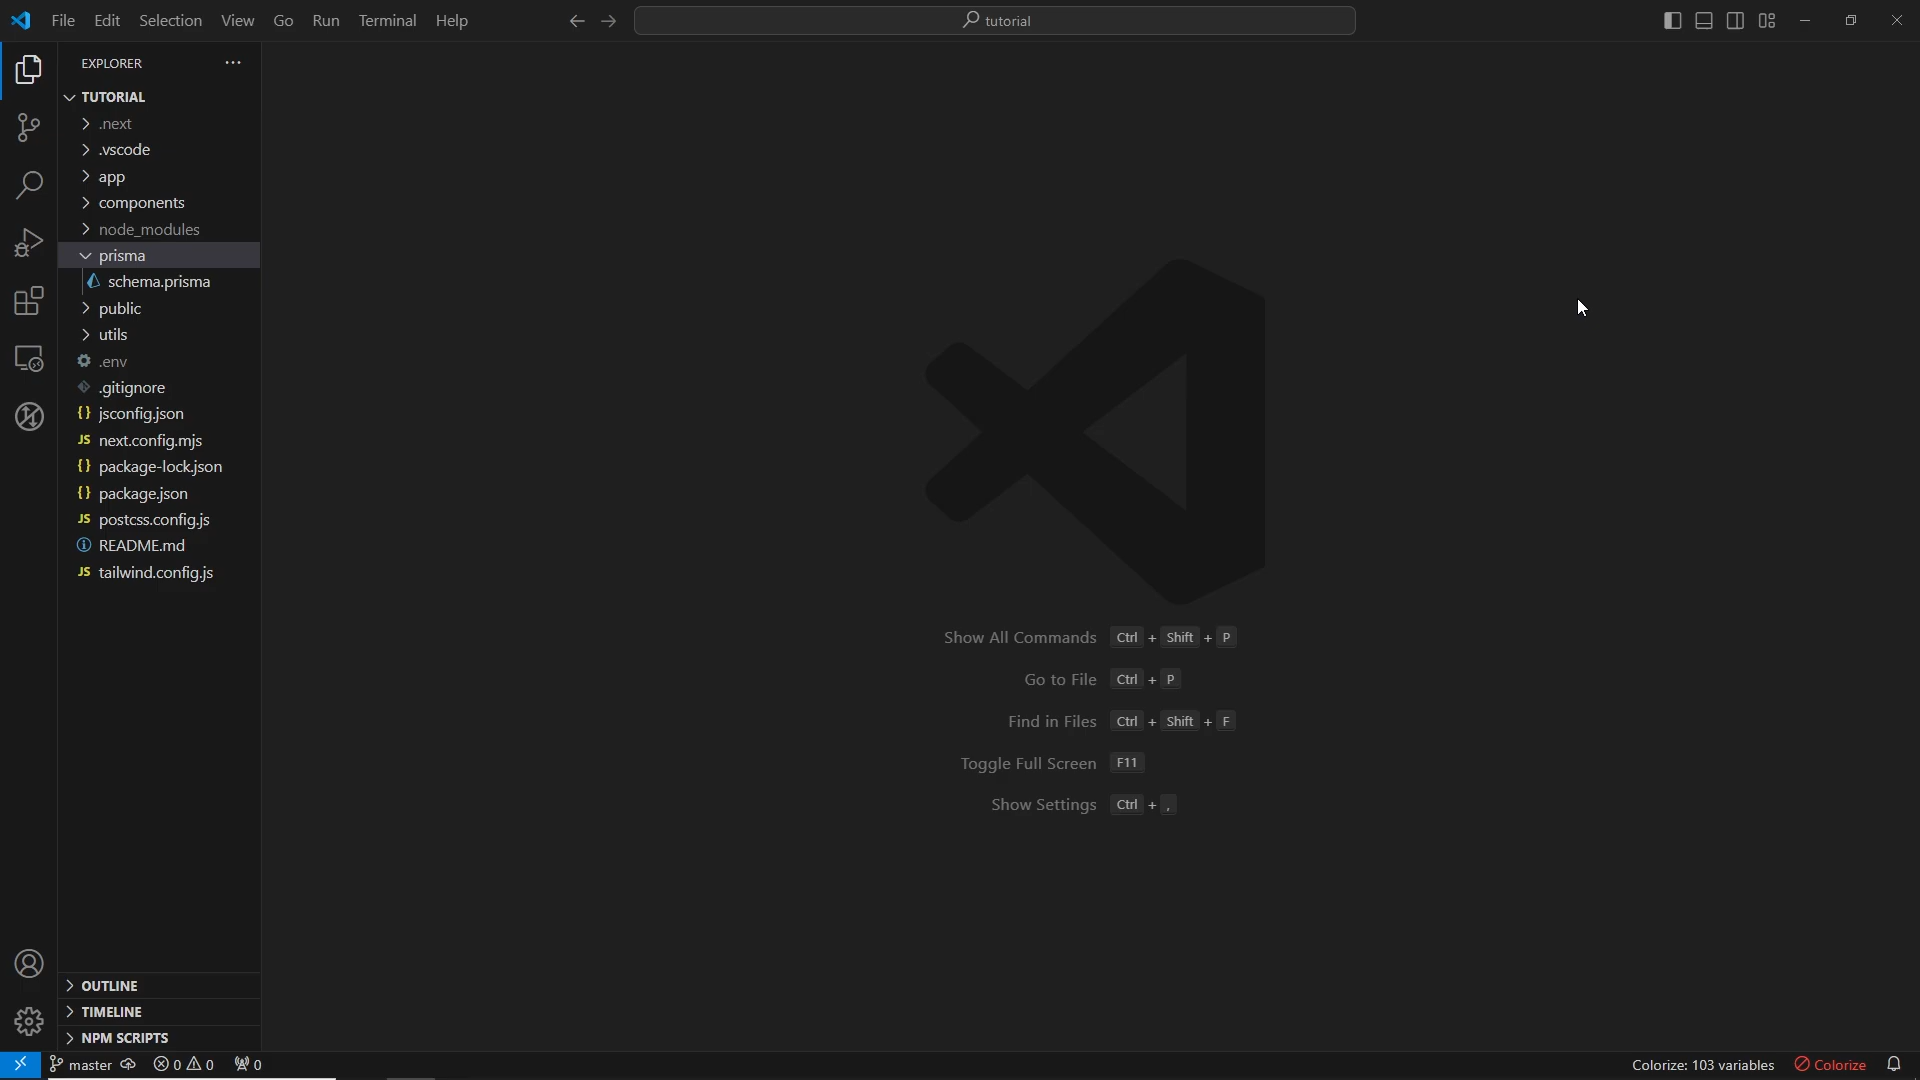 File Edit Selection View Go Run Terminal Help
tutorial
EXPLORER
TUTORIAL
.next
.vscode
app
components
node_modules
prisma
schema.prisma
public
utils
.env
.gitignore
jsconfig.json
next.config.mjs
package-lock.json
package.json
postcss.config.js
README.md
tailwind.config.js
Show All Commands Ctrl + Shift + P
Go to File Ctrl + P
Find in Files Ctrl + Shift + F
Toggle Full Screen F11
Show Settings Ctrl + ,
OUTLINE
TIMELINE
NPM SCRIPTS
master 0 0 0 Colorize: 103 variables Colorize